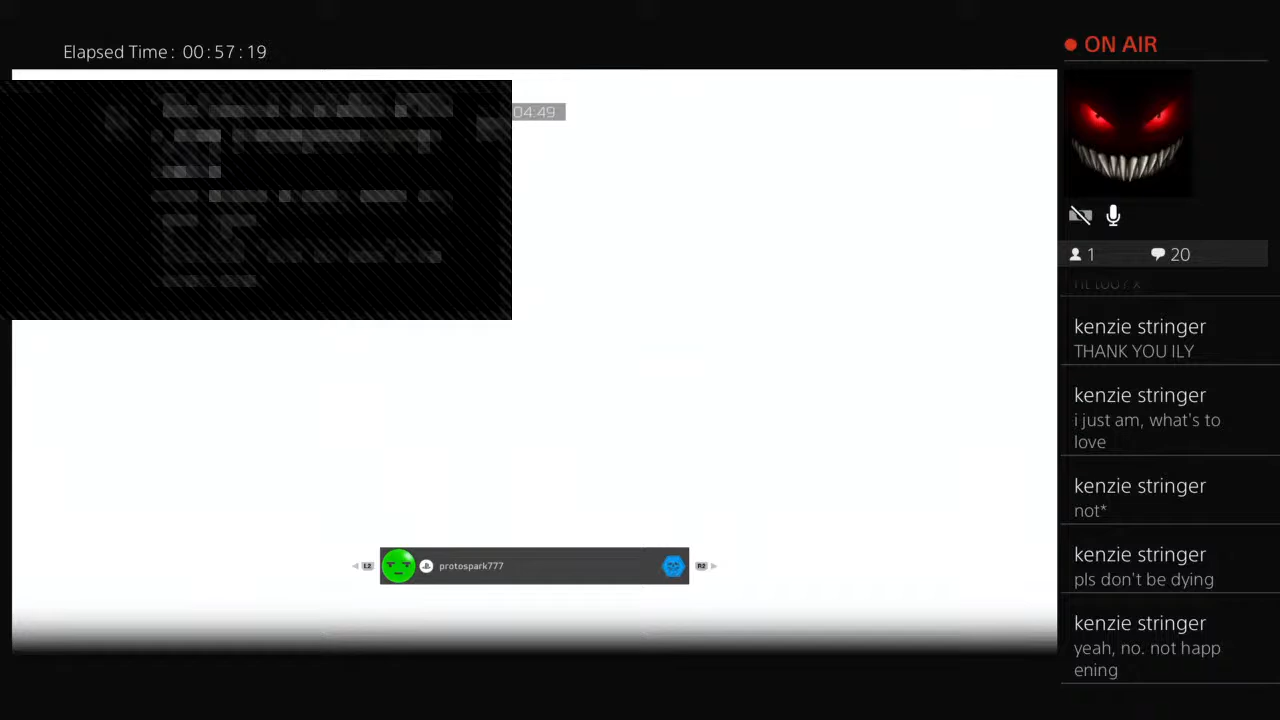 Elapsed Time: 00:57:19
ON AIR
04:49
1
20
kenzie stringer
THANK YOU ILY
kenzie stringer
i just am, what's to
love
kenzie stringer
not*
kenzie stringer
pls don't be dying
kenzie stringer
yeah, no. not happ
ening
L2
protospark777
R2